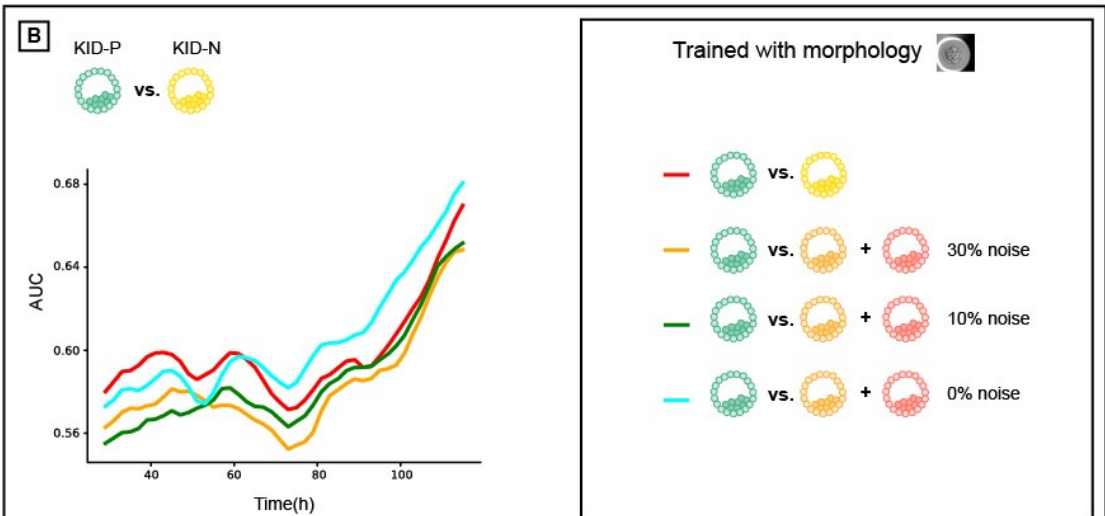 B
KID-P KID-N
vs.
0.68
0.64
0.60
0.56
AUC
40 60 80 100
Time(h)
Trained with morphology
vs.
vs. + 30% noise
vs. + 10% noise
vs. + 0% noise